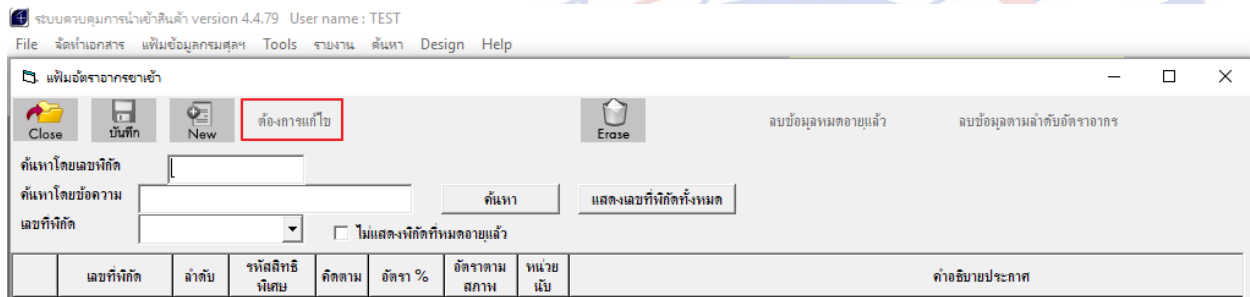 ระบบควบคุมการนำเข้าสินค้า version 4.4.79 User name : TEST
File จัดทำเอกสาร แฟ้มข้อมูลกรมศุลฯ Tools รายงาน ค้นหา Design Help
แฟ้มอัตราอากรขาเข้า
Close บันทึก New ต้องการแก้ไข Erase ลบข้อมูลหมดอายุแล้ว ลบข้อมูลตามลำดับอัตราอากร
ค้นหาโดยเลขพิกัด
ค้นหาโดยข้อความ ค้นหา แสดงเลขที่พิกัดทั้งหมด
เลขที่พิกัด ไม่แสดงพิกัดที่หมดอายุแล้ว
เลขที่พิกัด ลำดับ รหัสสิทธิ พิเศษ คิดตาม อัตรา % อัตราตาม สภาพ หน่วย นับ คำอธิบายประกาศ